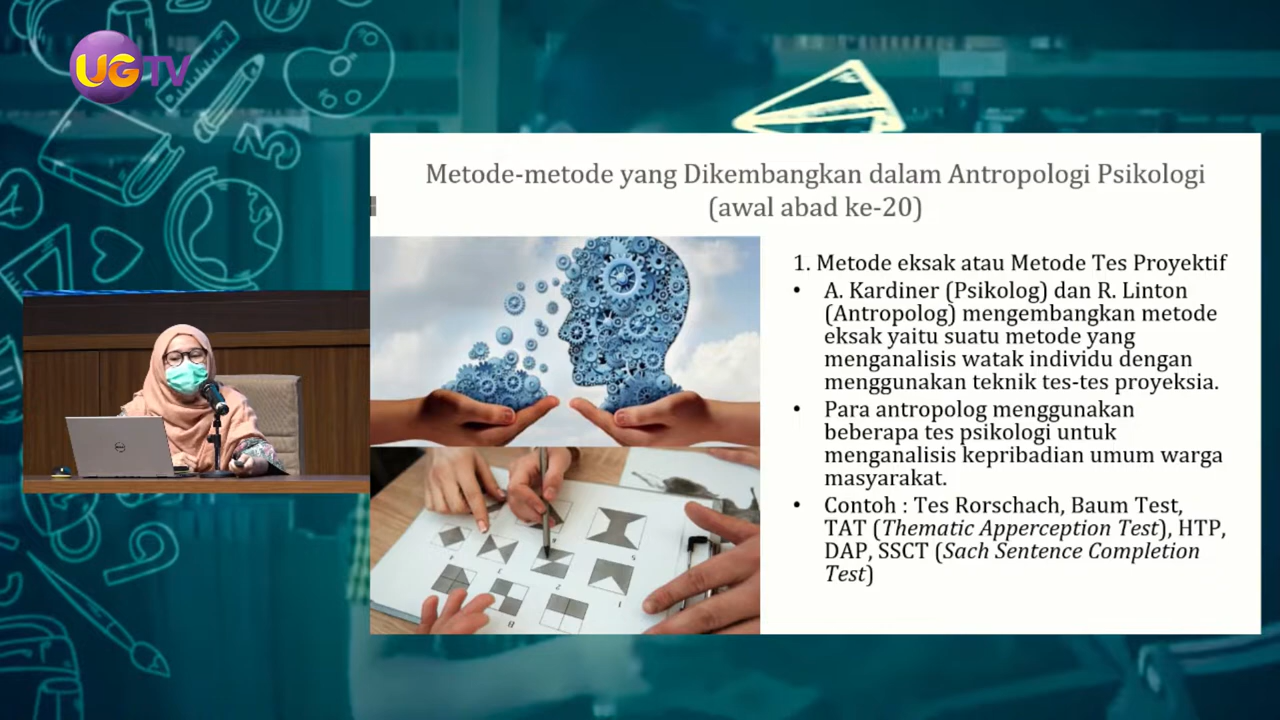 UGTV
Metode-metode yang Dikembangkan dalam Antropologi Psikologi
(awal abad ke-20)
1. Metode eksak atau Metode Tes Proyektif
• A. Kardiner (Psikolog) dan R. Linton
(Antropolog) mengembangkan metode
eksak yaitu suatu metode yang
menganalisis watak individu dengan
menggunakan teknik tes-tes proyeksia.
• Para antropolog menggunakan
beberapa tes psikologi untuk
menganalisis kepribadian umum warga
masyarakat.
• Contoh : Tes Rorschach, Baum Test,
TAT (Thematic Apperception Test), HTP,
DAP, SSCT (Sach Sentence Completion
Test)